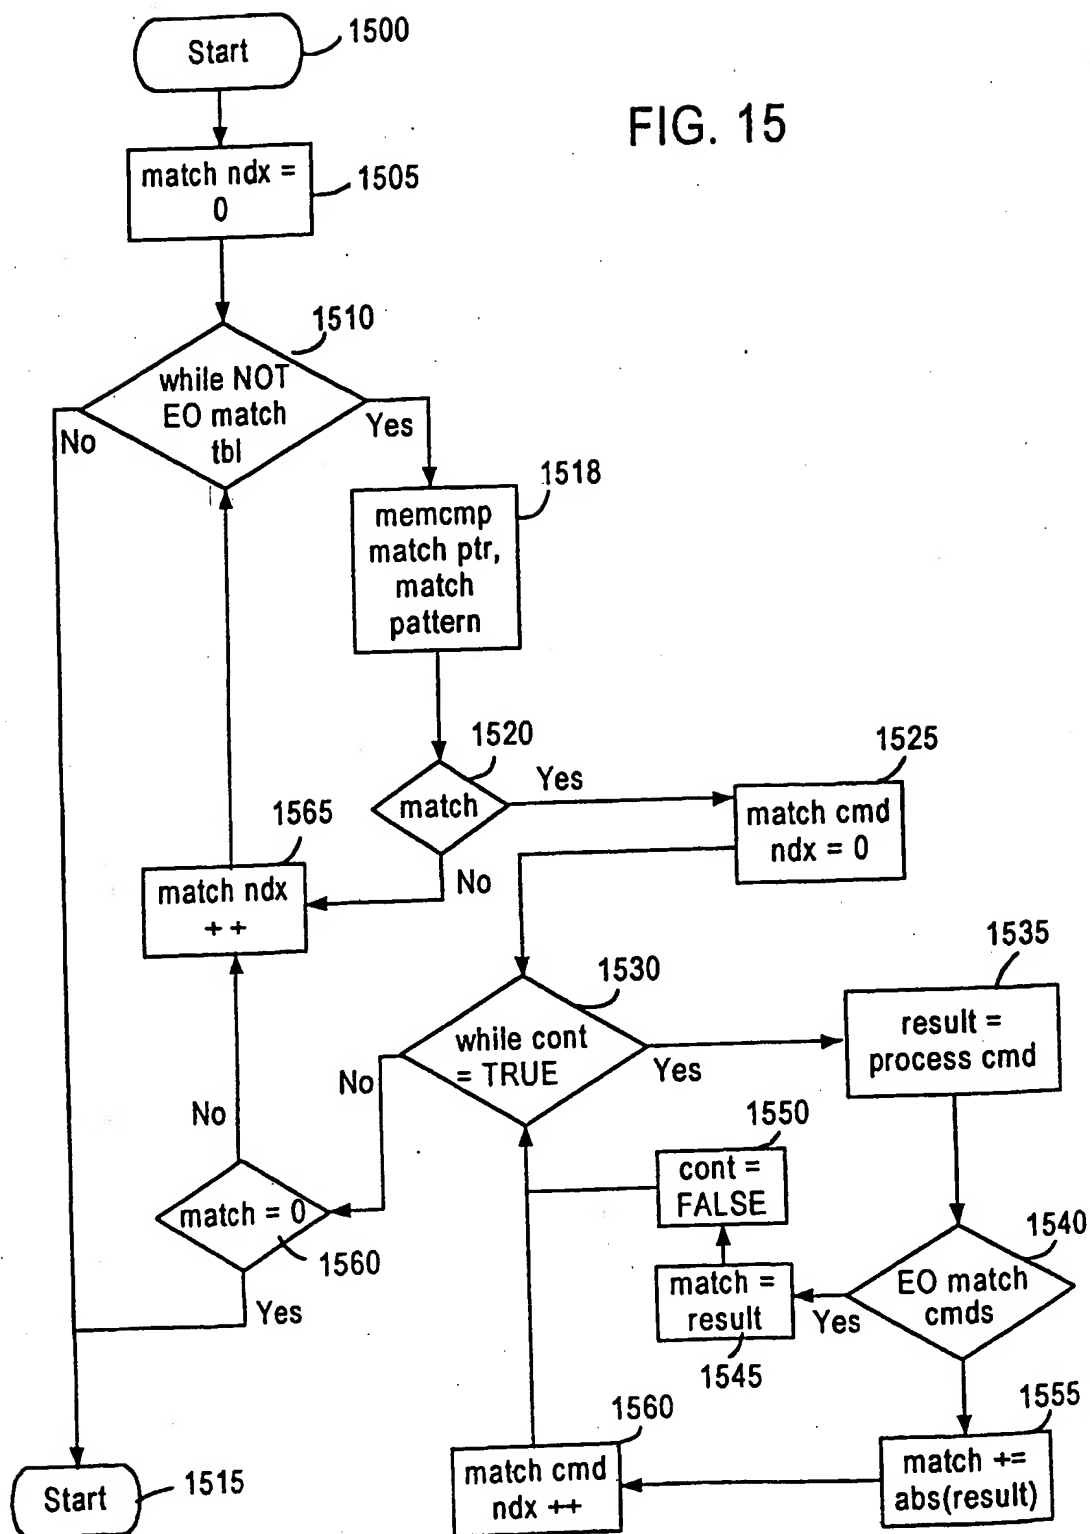 Start
1500
FIG. 15
match ndx =
0
1505
1510
while NOT
EO match
tbl
No
Yes
1518
memcmp
match ptr,
match
pattern
1520
match
Yes
No
1525
match cmd
ndx = 0
1565
match ndx
++
1530
while cont
= TRUE
No
Yes
1535
result =
process cmd
No
match = 0
1560
Yes
1550
cont =
FALSE
match =
result
1545
1540
EO match
cmds
Yes
1555
match +=
abs(result)
1560
match cmd
ndx ++
Start
1515